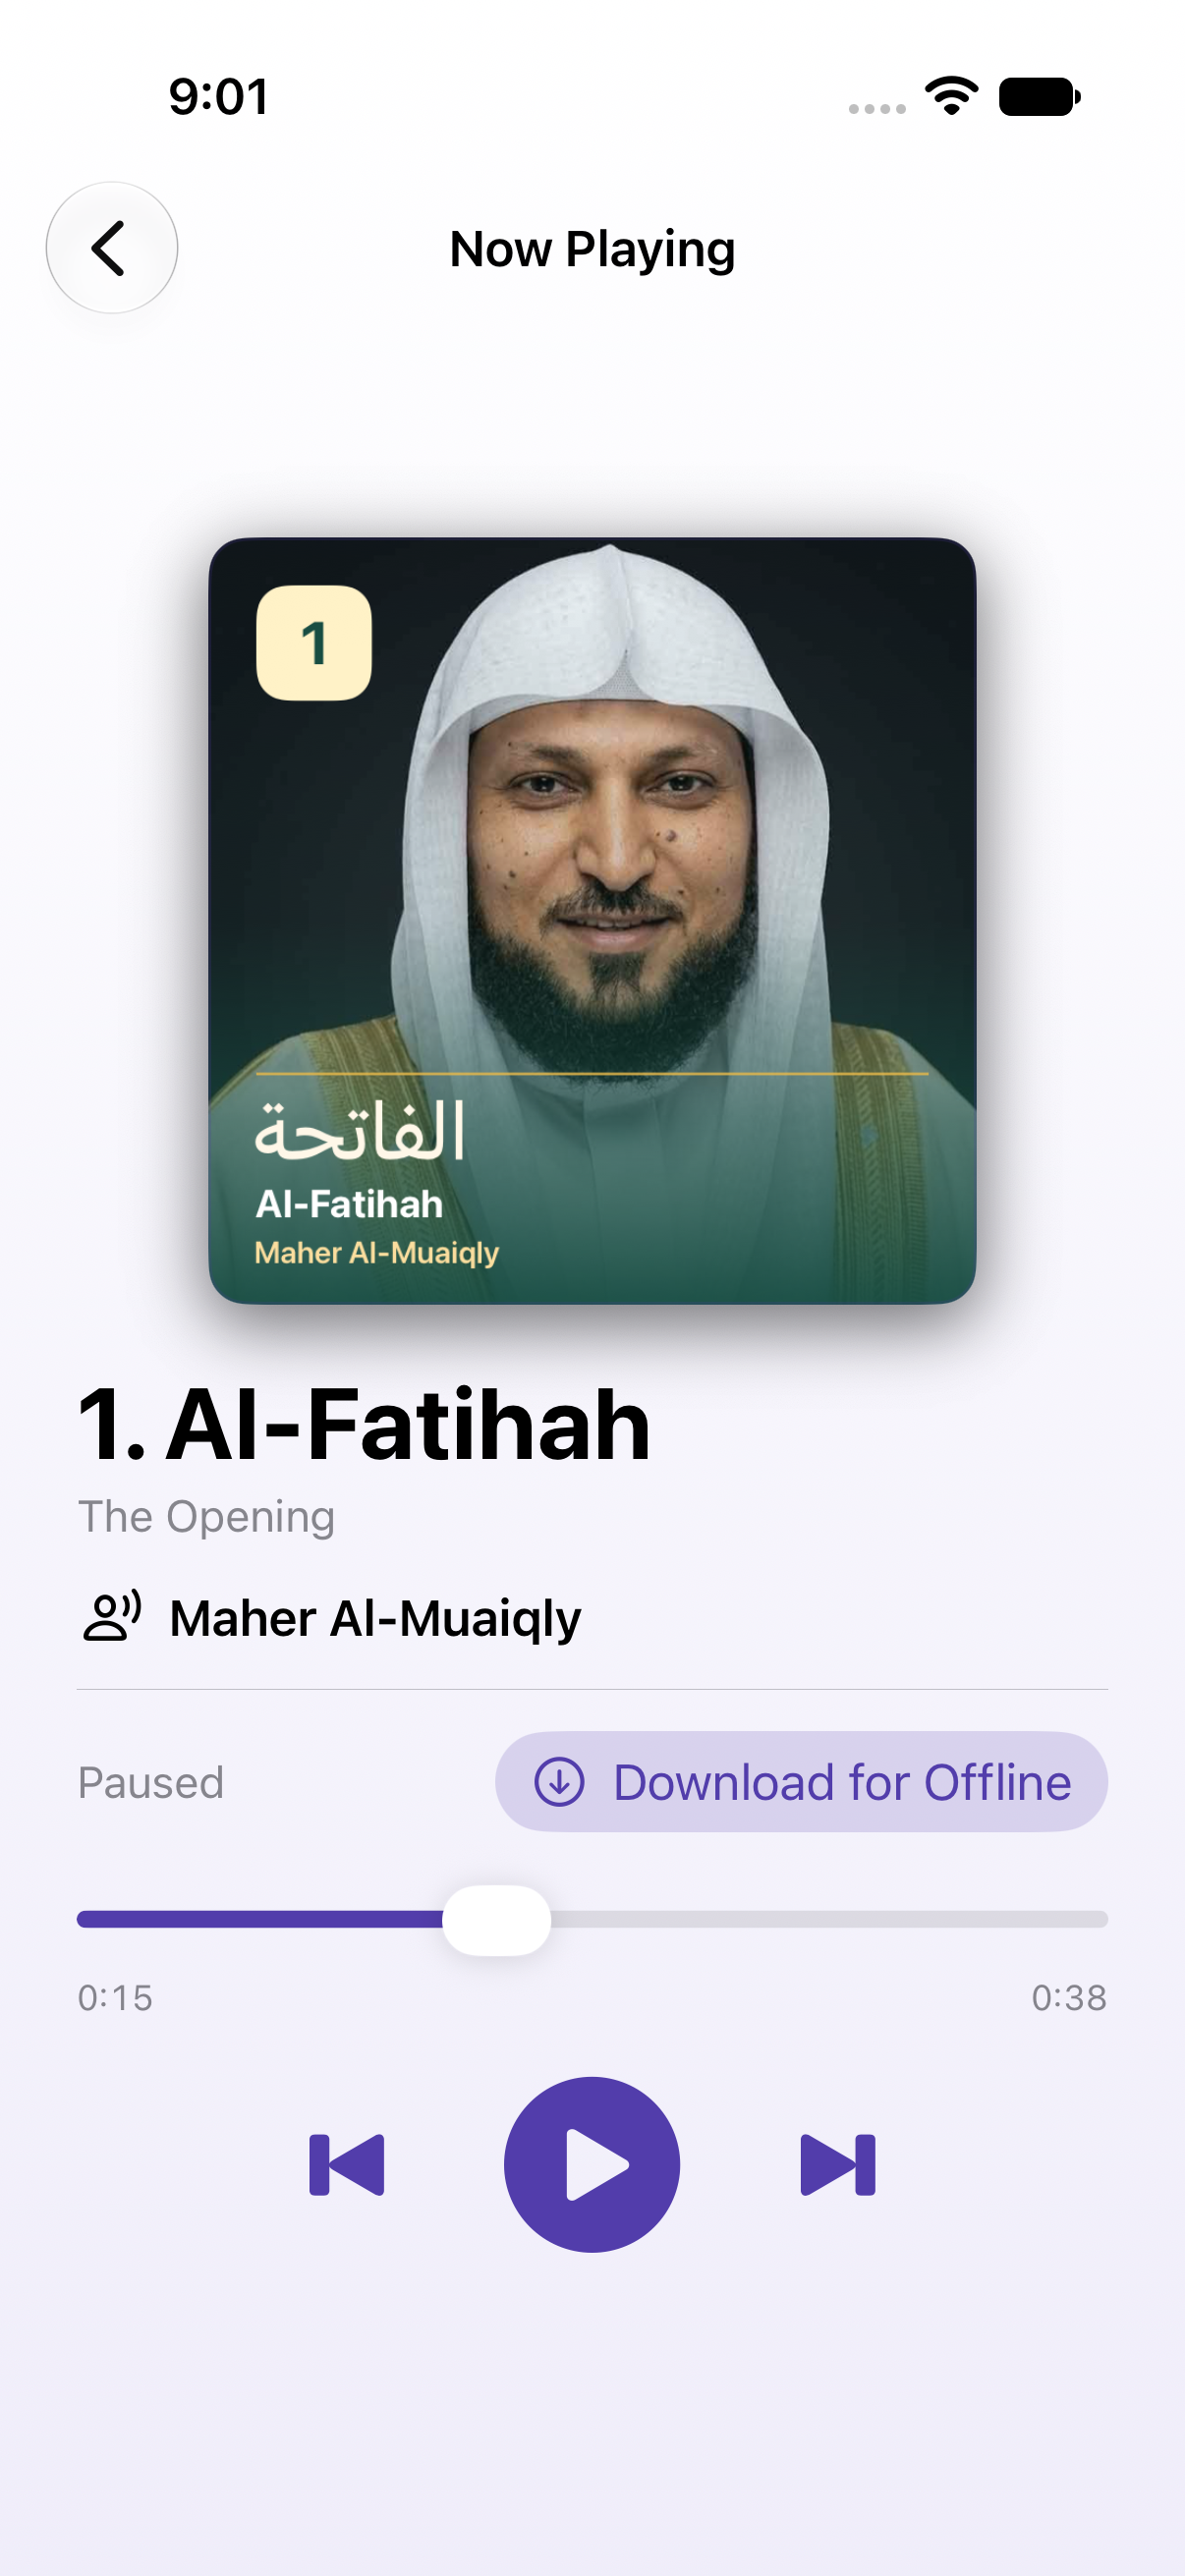 9:01
Now Playing
1
الفاتحة
Al-Fatihah
Maher Al-Muaiqly
1. Al-Fatihah
The Opening
Maher Al-Muaiqly
Paused
Download for Offline
0:15
0:38